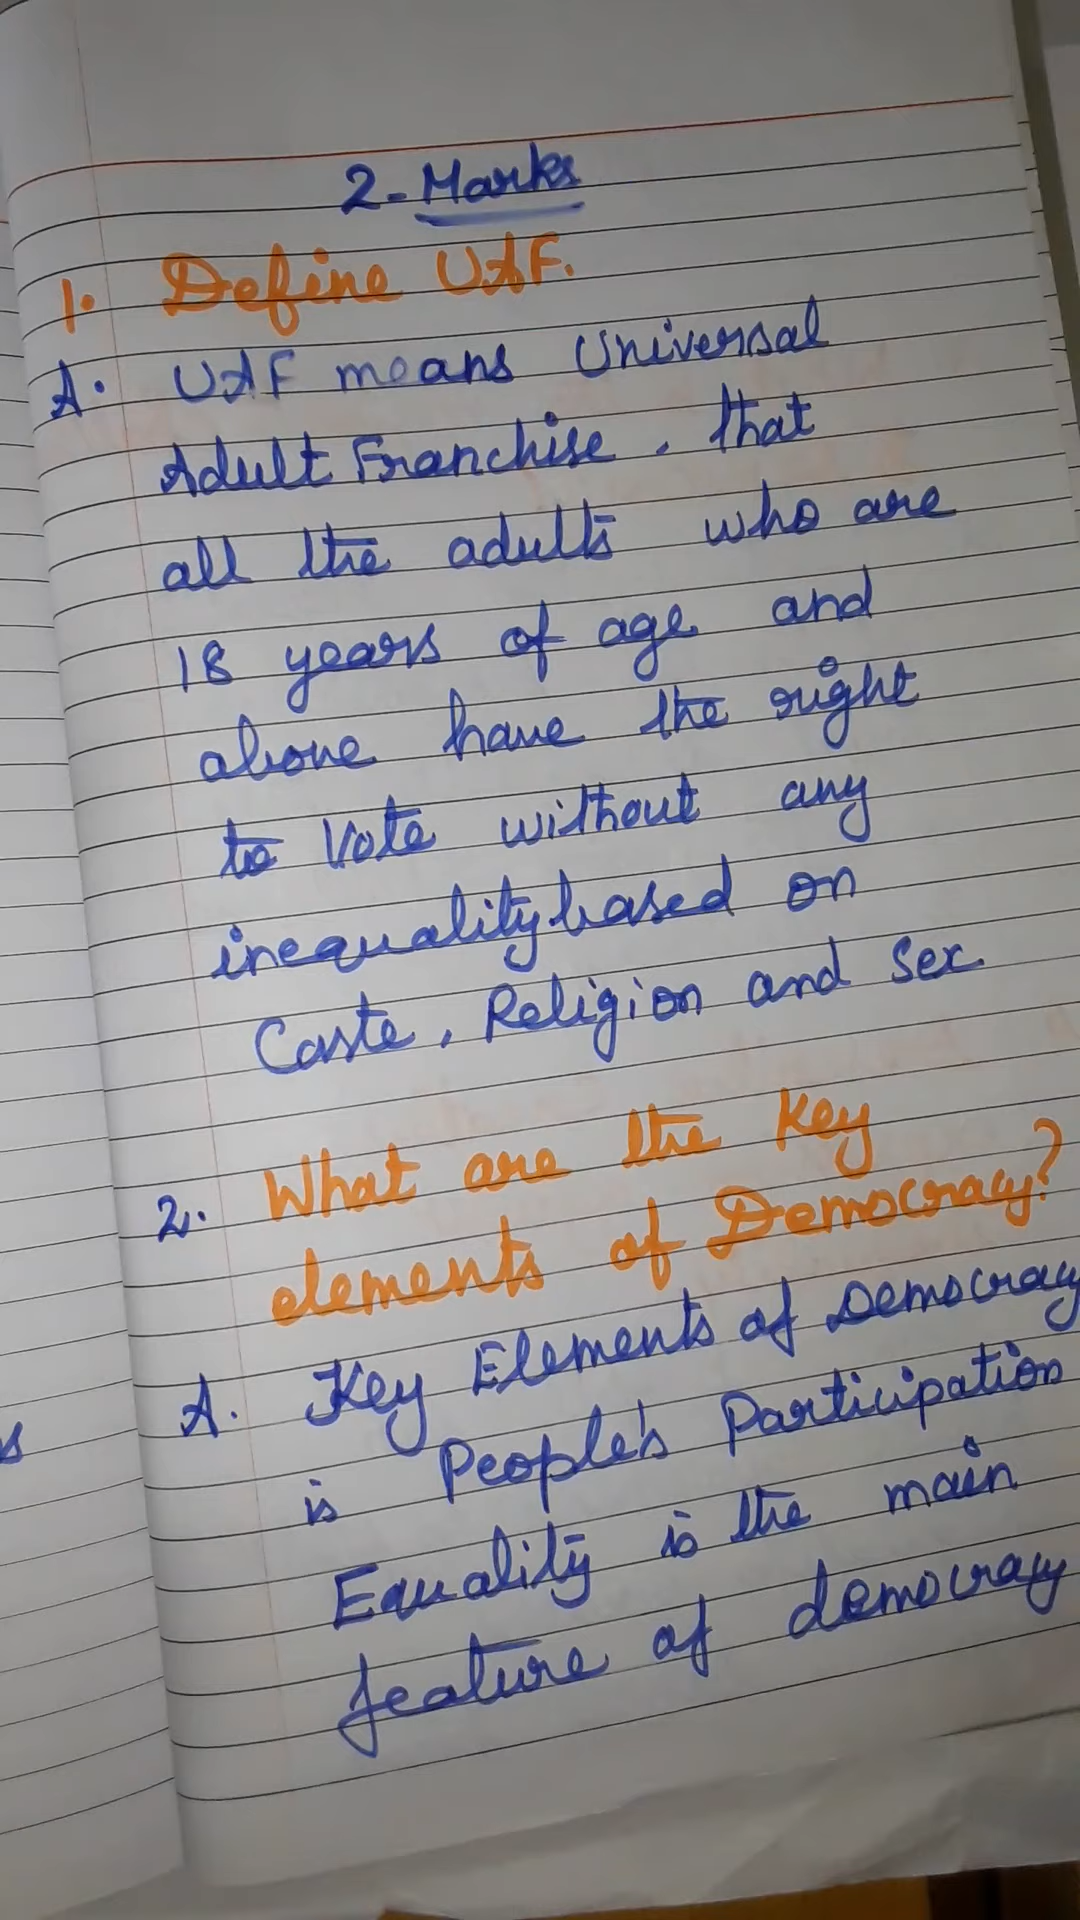 2-Marks
1. Define UAF.
A. UAF means Universal
Adult Franchise, that
all the adults who are
18 years of age and
above have the right
to Vote without any
inequality based on
Caste, Religion and Sex
2. What are the Key
elements of Democracy?
A. Key Elements of Democracy
is People's Participation
Equality is the main
feature of democracy